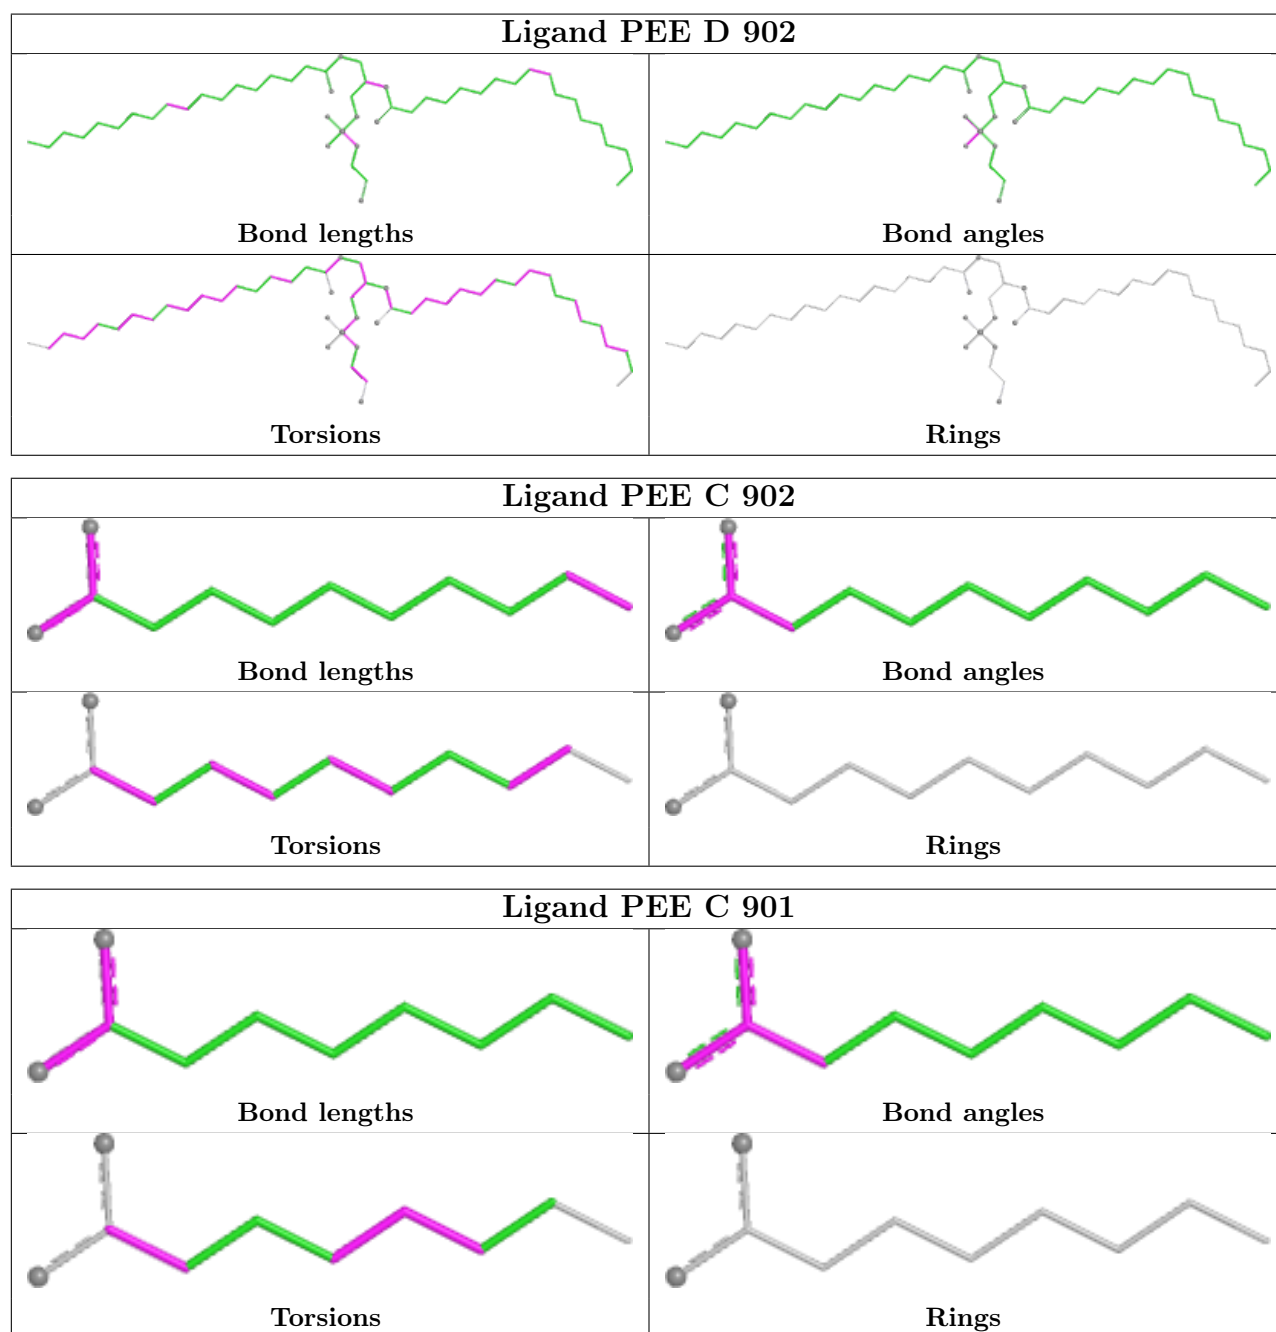 Ligand PEE D 902
Bond lengths
Bond angles
Torsions
Rings
Ligand PEE C 902
Bond lengths
Bond angles
Torsions
Rings
Ligand PEE C 901
Bond lengths
Bond angles
Torsions
Rings